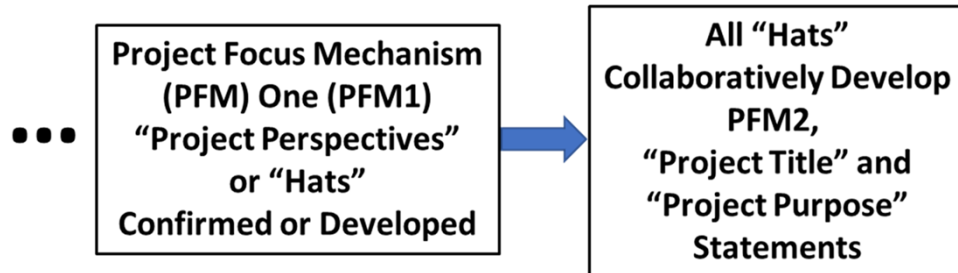 Project Focus Mechanism
(PFM) One (PFM1)
“Project Perspectives”
or “Hats”
Confirmed or Developed
All “Hats”
Collaboratively Develop
PFM2,
“Project Title” and
“Project Purpose”
Statements